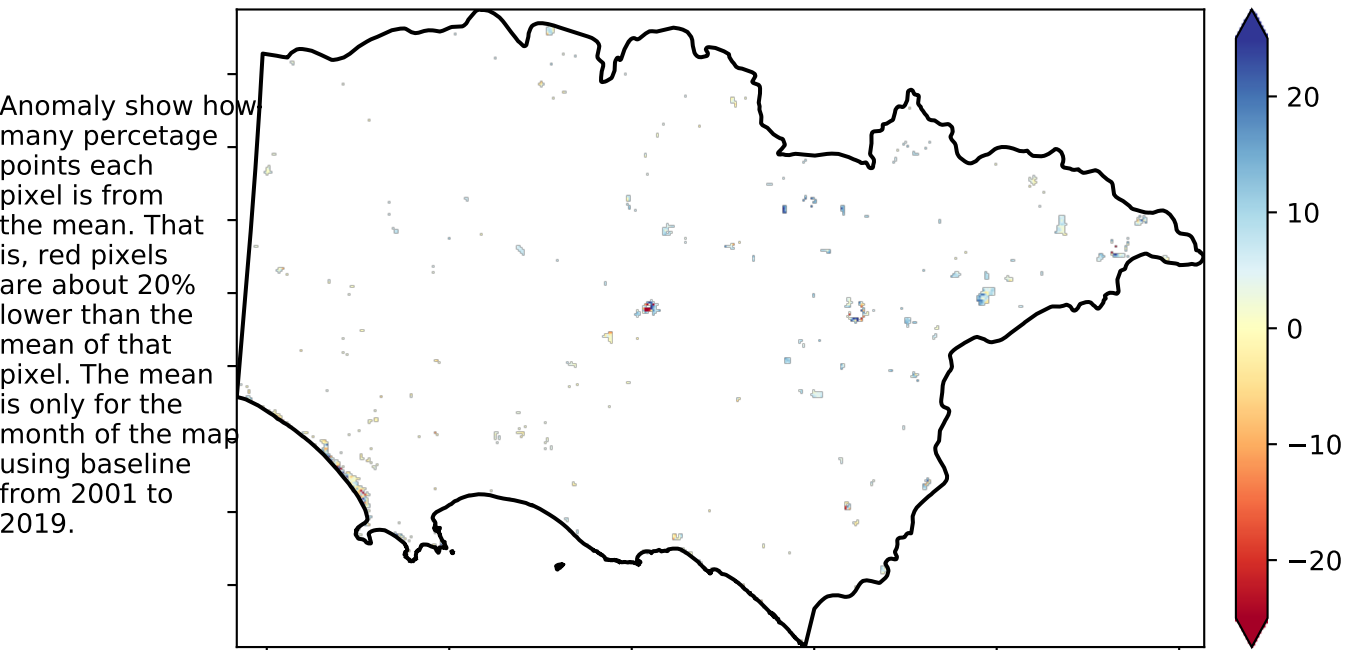 Anomaly show how
many percetage
points each
pixel is from
the mean. That
is, red pixels
are about 20%
lower than the
mean of that
pixel. The mean
is only for the
month of the map
using baseline
from 2001 to
2019.
20
10
0
−10
−20